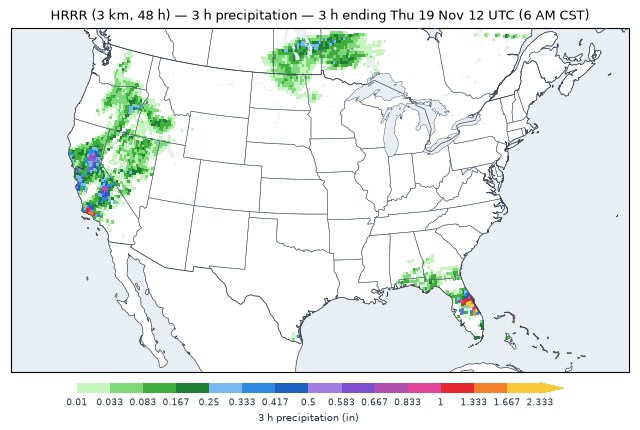 HRRR (3 km, 48 h) — 3 h precipitation — 3 h ending Thu 19 Nov 12 UTC (6 AM CST)
0.01 0.033 0.083 0.167 0.25 0.333 0.417 0.5 0.583 0.667 0.833 1 1.333 1.667 2.333
3 h precipitation (in)